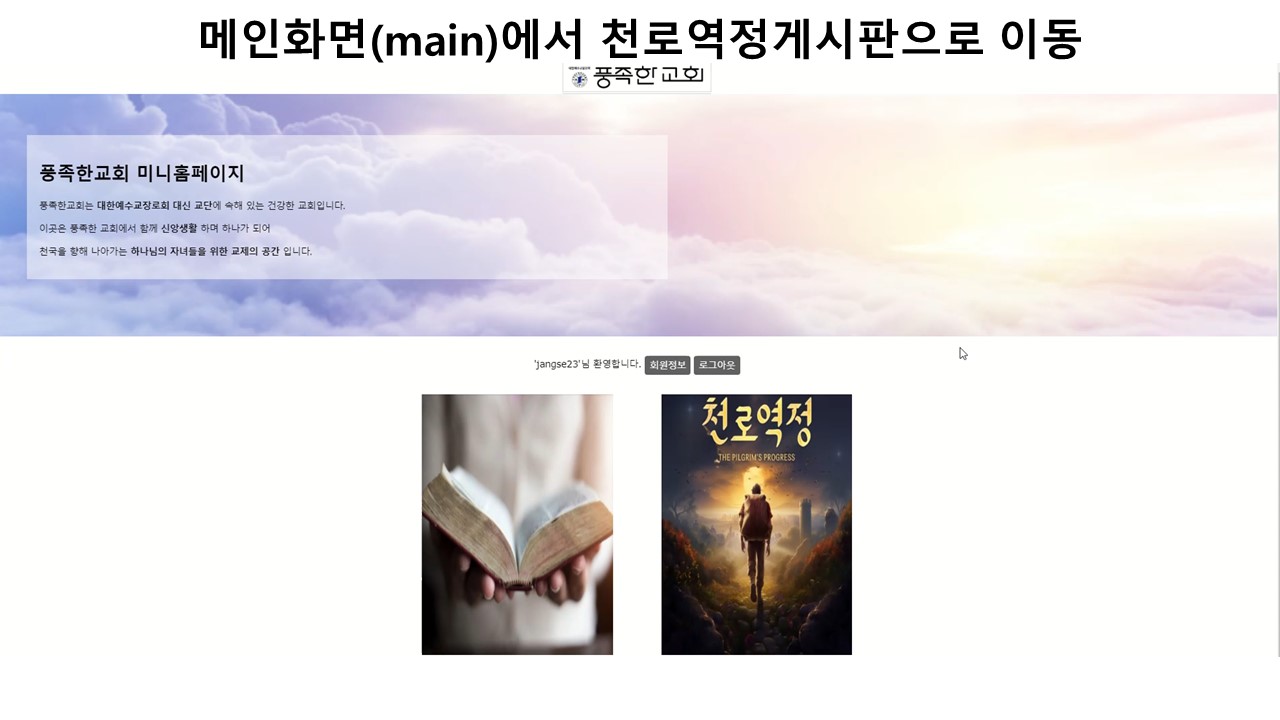 메인화면(main)에서 천로역정게시판으로 이동
풍족한교회
풍족한교회 미니홈페이지
풍족한교회는 대한예수교장로회 대신 교단에 속해 있는 건강한 교회입니다.
이곳은 풍족한 교회에서 함께 신앙생활 하며 하나가 되어
천국을 향해 나아가는 하나님의 자녀들을 위한 교제의 공간 입니다.
'jangse23'님 환영합니다. 회원정보 로그아웃
천로역정
THE PILGRIM'S PROGRESS